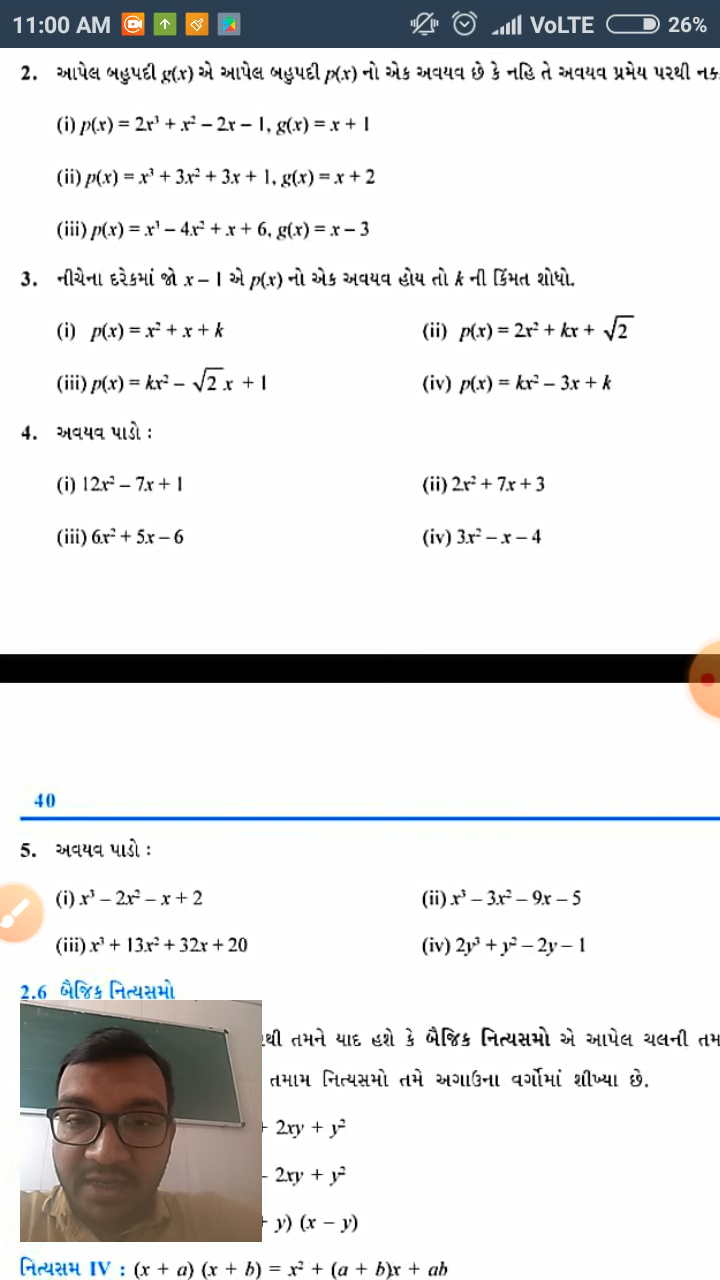 11:00 AM VoLTE 26%
2. આપેલ બહુપદી g(x) એ આપેલ બહુપદી p(x) નો એક અવયવ છે કે નહિ તે અવયવ પ્રમેય પરથી
(i) p(x) = 2x³ + x² – 2x – 1, g(x) = x + 1
(ii) p(x) = x³ + 3x² + 3x + 1, g(x) = x + 2
(iii) p(x) = x³ – 4x² + x + 6, g(x) = x – 3
3. નીચેના દરેકમાં જો x – 1 એ p(x) નો એક અવયવ હોય તો k ની કિંમત શોધો.
(i) p(x) = x² + x + k (ii) p(x) = 2x² + kx + √2
(iii) p(x) = kx² – √2 x + 1 (iv) p(x) = kx² – 3x + k
4. અવયવ પાડો :
(i) 12x² – 7x + 1 (ii) 2x² + 7x + 3
(iii) 6x² + 5x – 6 (iv) 3x² – x – 4
40
5. અવયવ પાડો :
(i) x³ – 2x² – x + 2 (ii) x³ – 3x² – 9x – 5
(iii) x³ + 13x² + 32x + 20 (iv) 2y³ + y² – 2y – 1
2.6 બૈજિક નિત્યસમો
થી તમને યાદ હશે કે બૈજિક નિત્યસમો એ આપેલ ચલની
તમામ નિત્યસમો તમે અગાઉના વર્ગોમાં શીખ્યા છે.
+ 2xy + y²
- 2xy + y²
y) (x – y)
નિત્યસમ IV : (x + a) (x + b) = x² + (a + b)x + ab